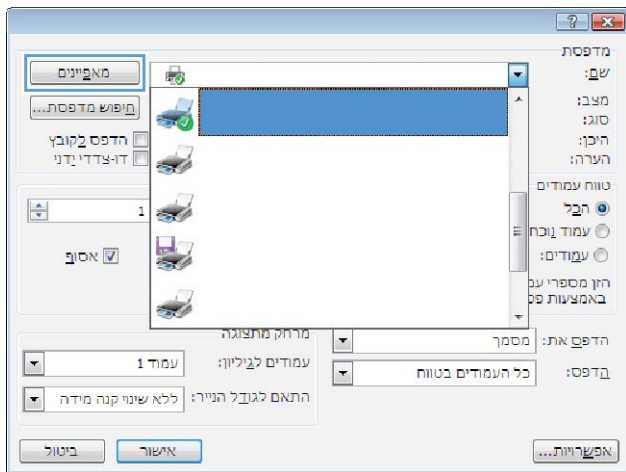 מדפסת
שם:
מאפיינים
מצב:
חיפוש מדפסת...
סוג:
היכן:
הדפס לקובץ
הערה:
דו-צדדי ידני
טווח עמודים
הכל
1
עמוד נוכח
עמודים:
אסוף
הזן מספרי עמ
באמצעות פס
מרחק מתצוגה
הדפס את:
מסמך
עמודים לגיליון:
עמוד 1
הדפס:
כל העמודים בטווח
התאם לגודל הנייר:
ללא שינוי קנה מידה
אפשרויות...
אישור
ביטול